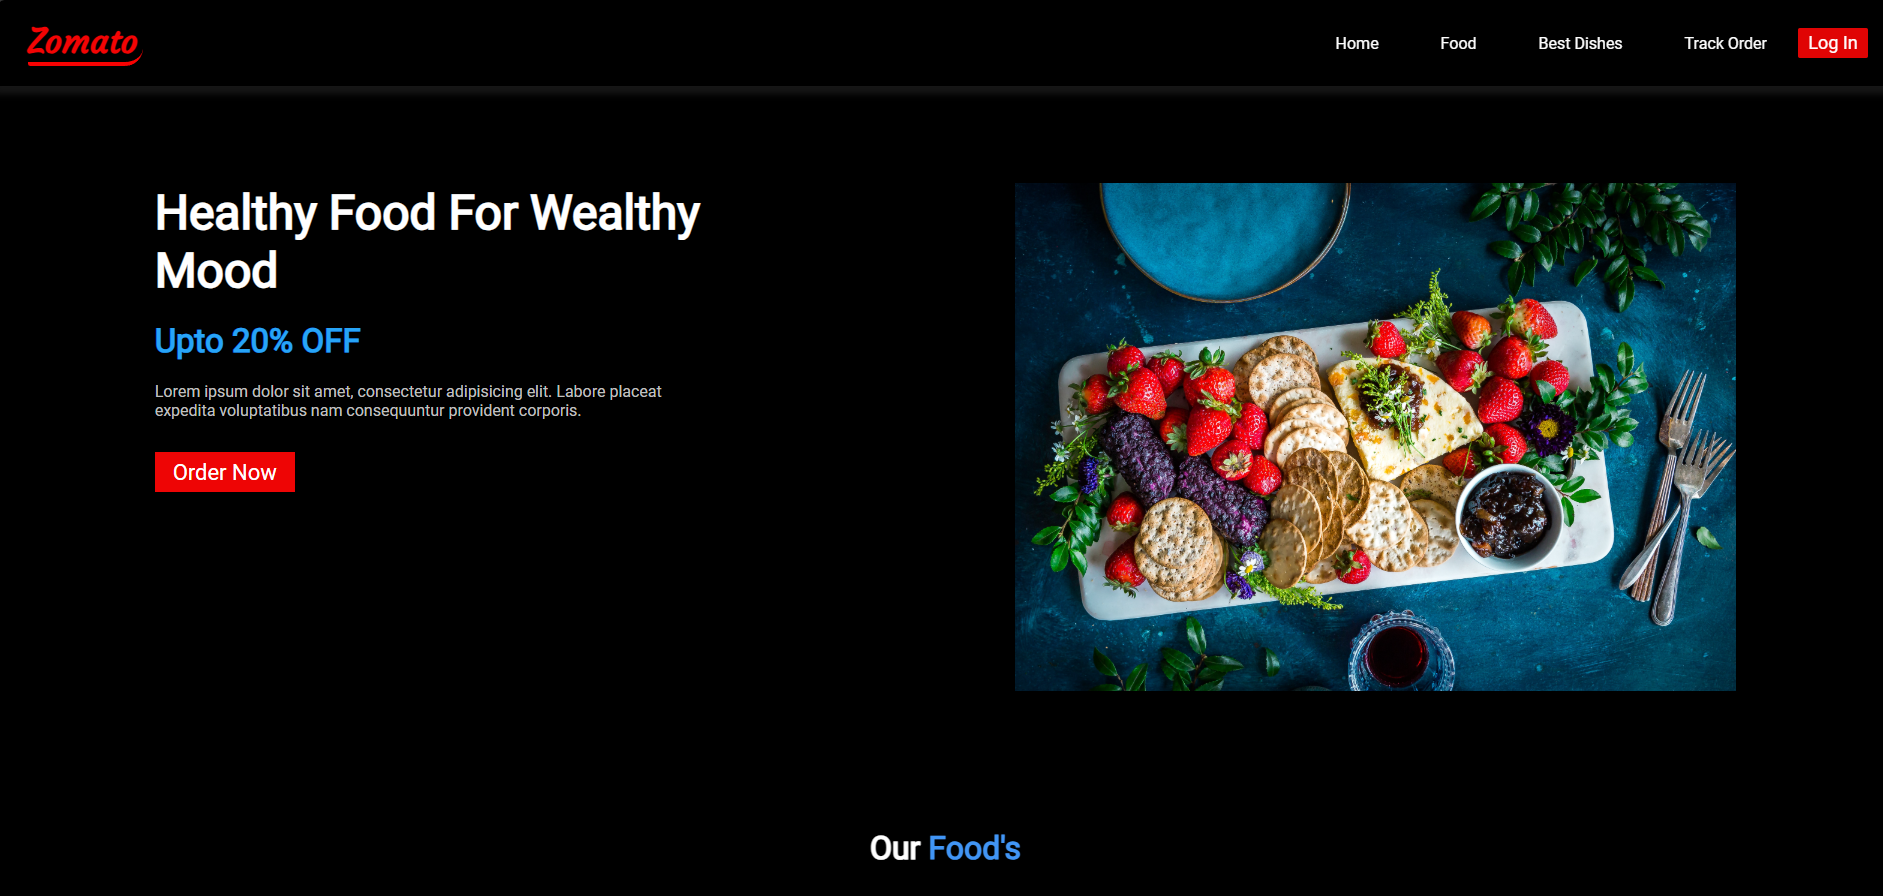 Zomato
Home
Food
Best Dishes
Track Order
Log In
Healthy Food For Wealthy
Mood
Upto 20% OFF
Lorem ipsum dolor sit amet, consectetur adipisicing elit. Labore placeat
expedita voluptatibus nam consequuntur provident corporis.
Order Now
Our Food's